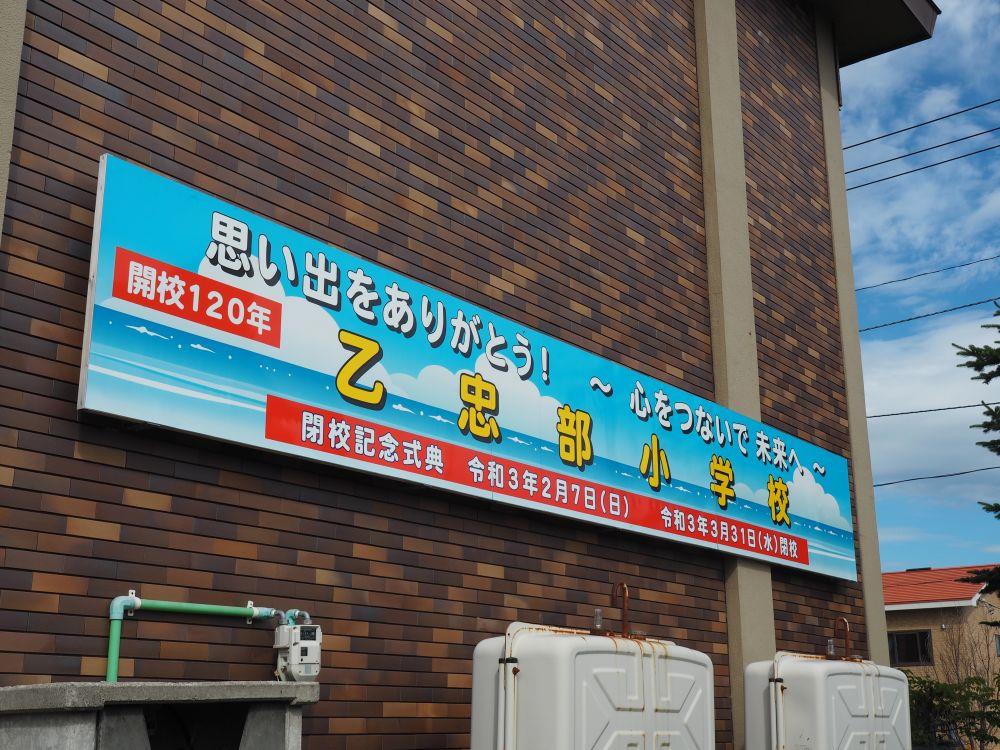 思い出をありがとう! ～ 心をつないで 未来へ ～
開校120年
乙忠部小学校
閉校記念式典 令和3年2月7日(日) 令和3年3月31日(水)閉校